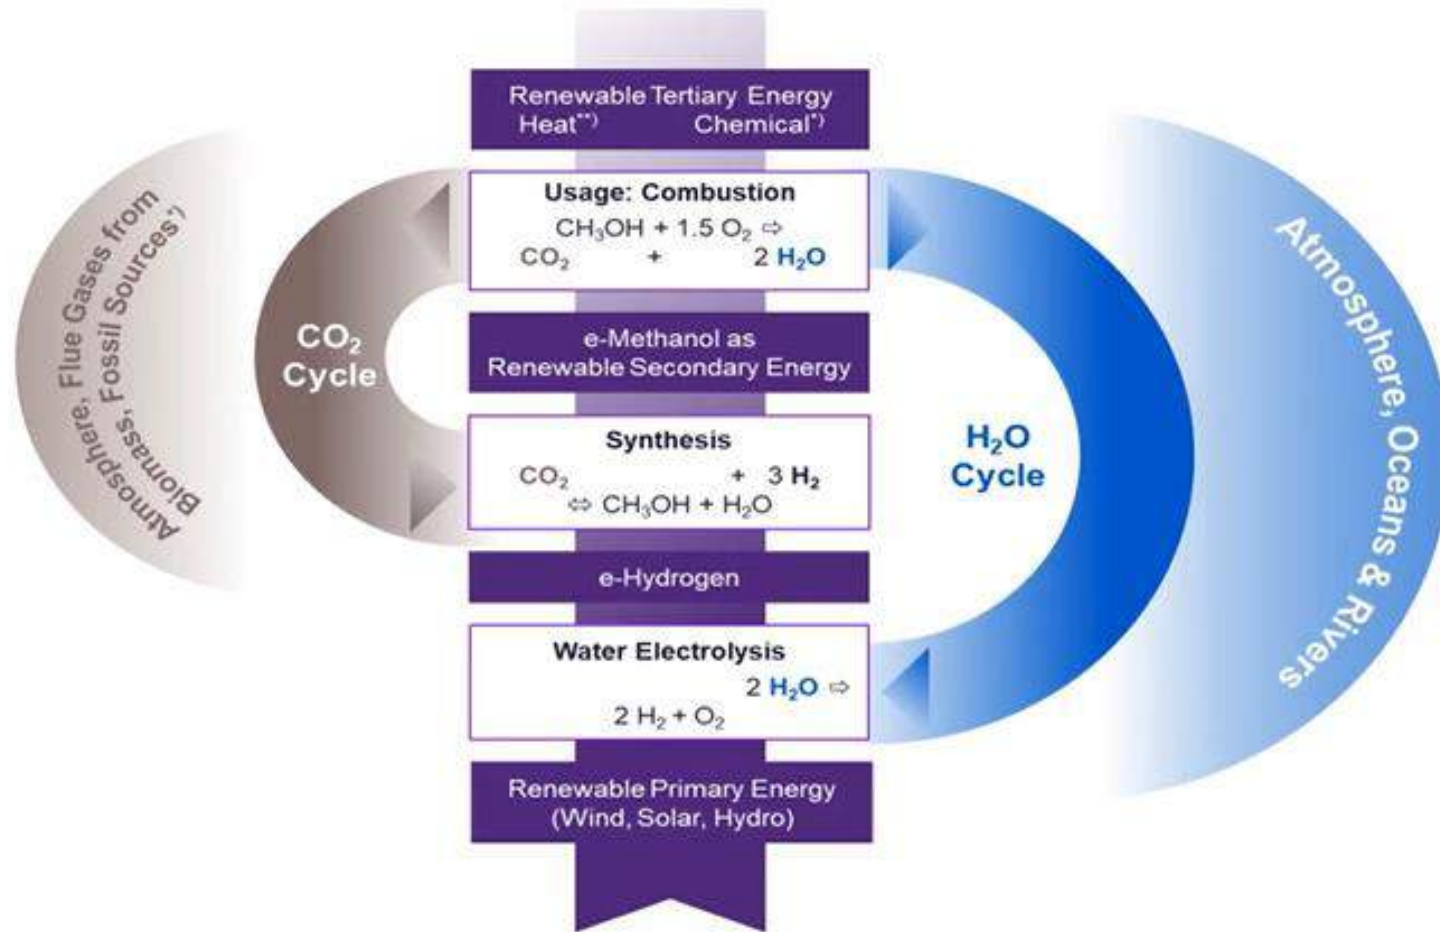 Renewable Tertiary Energy
Heat**) Chemical*)
Usage: Combustion
CH₃OH + 1.5 O₂ ⇨
CO₂ + 2 H₂O
e-Methanol as
Renewable Secondary Energy
Synthesis
CO₂ + 3 H₂
⇔ CH₃OH + H₂O
e-Hydrogen
Water Electrolysis
2 H₂O ⇨
2 H₂ + O₂
Renewable Primary Energy
(Wind, Solar, Hydro)
Atmosphere, Flue Gases from
Biomass, Fossil Sources*)
CO₂
Cycle
H₂O
Cycle
Atmosphere, Oceans & Rivers